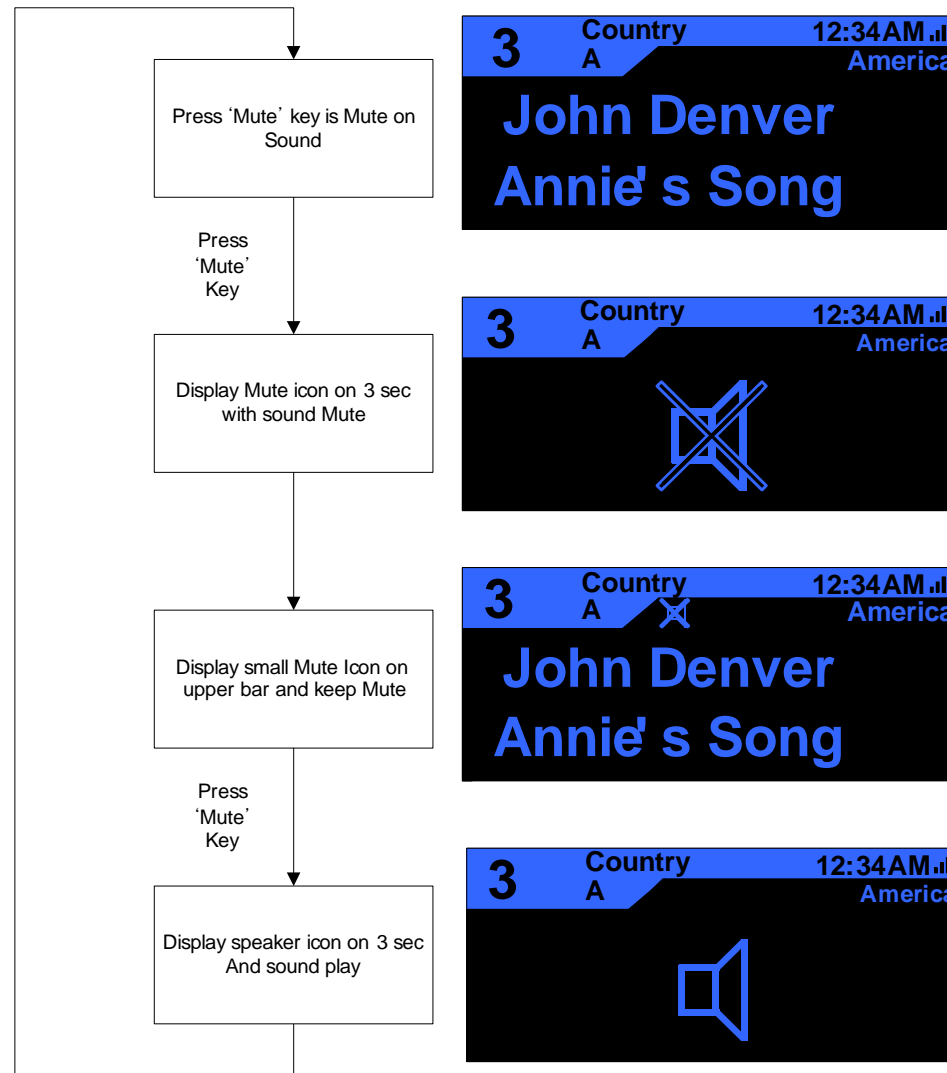 Press ‘Mute’ key is Mute on
Sound
3
Country
A
12:34AM
America
John Denver
Annie's Song
Press
‘Mute’
Key
Display Mute icon on 3 sec
with sound Mute
3
Country
A
12:34AM
America
Display small Mute Icon on
upper bar and keep Mute
3
Country
A
12:34AM
America
John Denver
Annie's Song
Press
‘Mute’
Key
Display speaker icon on 3 sec
And sound play
3
Country
A
12:34AM
America